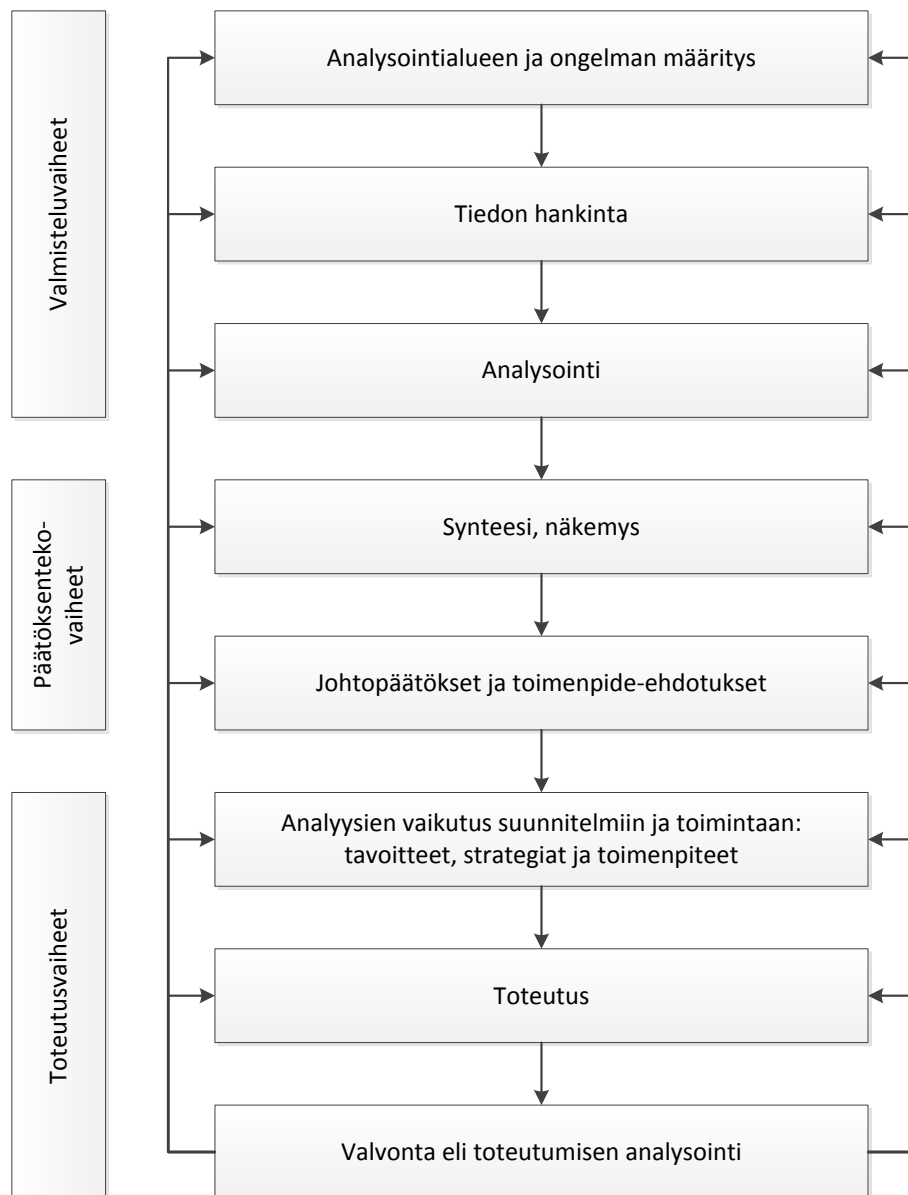 Valmisteluvaiheet
Analysointialueen ja ongelman määritys
Tiedon hankinta
Analysointi
Päätöksenteko-
vaiheet
Synteesi, näkemys
Johtopäätökset ja toimenpide-ehdotukset
Toteutusvaiheet
Analyysien vaikutus suunnitelmiin ja toimintaan:
tavoitteet, strategiat ja toimenpiteet
Toteutus
Valvonta eli toteutumisen analysointi